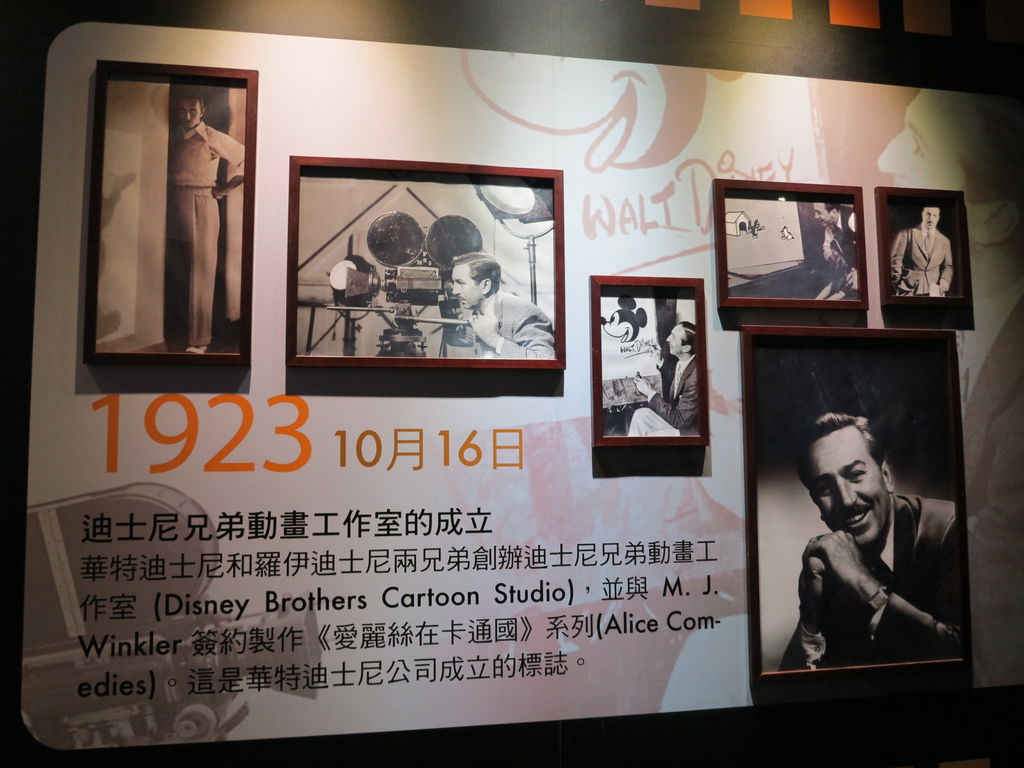 WALT DISNEY
WALT DISNEY
1923 10月16日
迪士尼兄弟動畫工作室的成立
華特迪士尼和羅伊迪士尼兩兄弟創辦迪士尼兄弟動畫工
作室 (Disney Brothers Cartoon Studio)，並與 M. J.
Winkler 簽約製作《愛麗絲在卡通國》系列(Alice Com-
edies)。這是華特迪士尼公司成立的標誌。